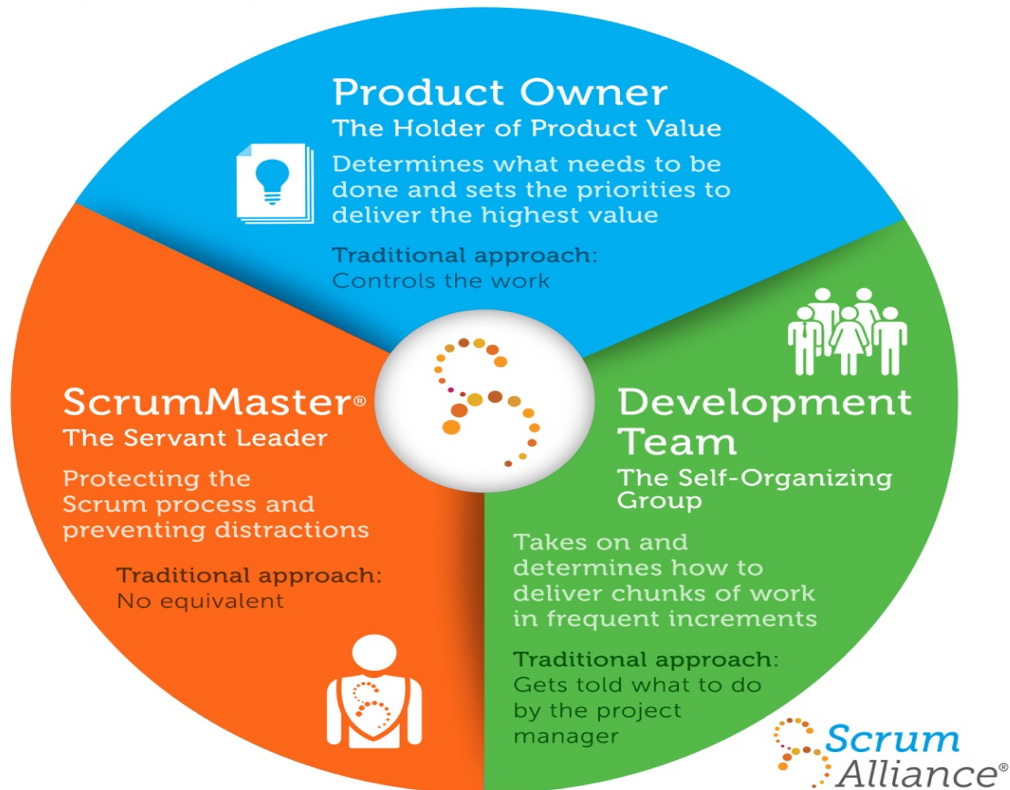 Product Owner
The Holder of Product Value
Determines what needs to be
done and sets the priorities to
deliver the highest value
Traditional approach:
Controls the work
ScrumMaster®
The Servant Leader
Protecting the
Scrum process and
preventing distractions
Traditional approach:
No equivalent
Development
Team
The Self-Organizing
Group
Takes on and
determines how to
deliver chunks of work
in frequent increments
Traditional approach:
Gets told what to do
by the project
manager
Scrum
Alliance®